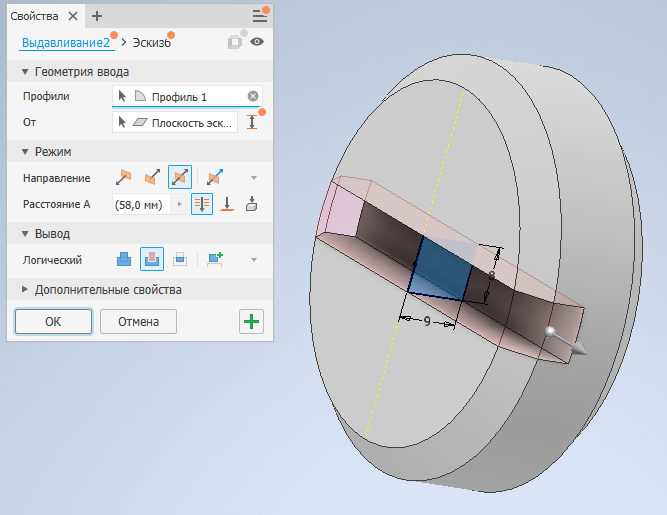 Свойства
Выдавливание2 > Эскиз6
Геометрия ввода
Профили Профиль 1
От Плоскость эск...
Режим
Направление
Расстояние A (58,0 мм)
Вывод
Логический
Дополнительные свойства
OK Отмена
8
9